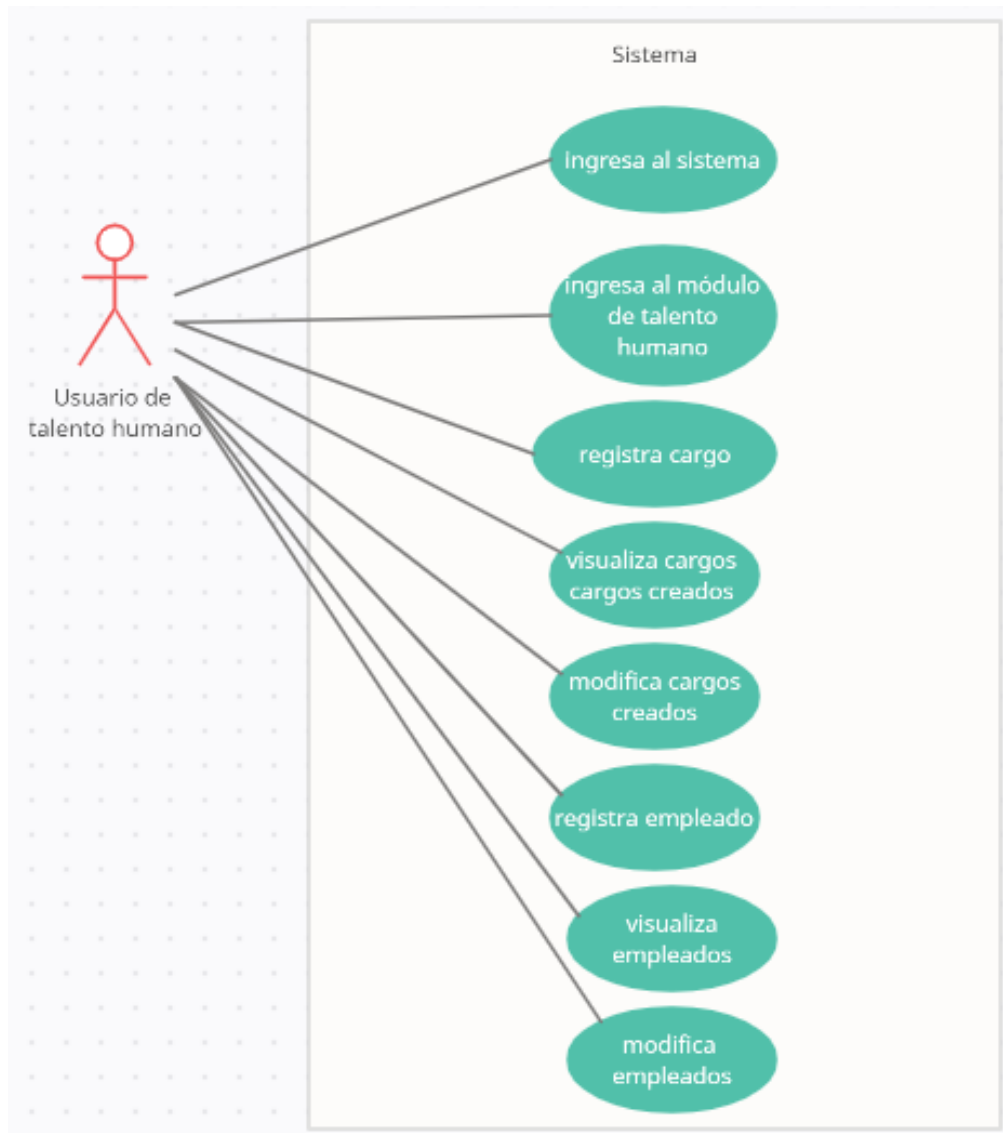 Sistema
ingresa al sistema
ingresa al módulo
de talento
humano
Usuario de
talento humano
registra cargo
visualiza cargos
cargos creados
modifica cargos
creados
registra empleado
visualiza
empleados
modifica
empleados